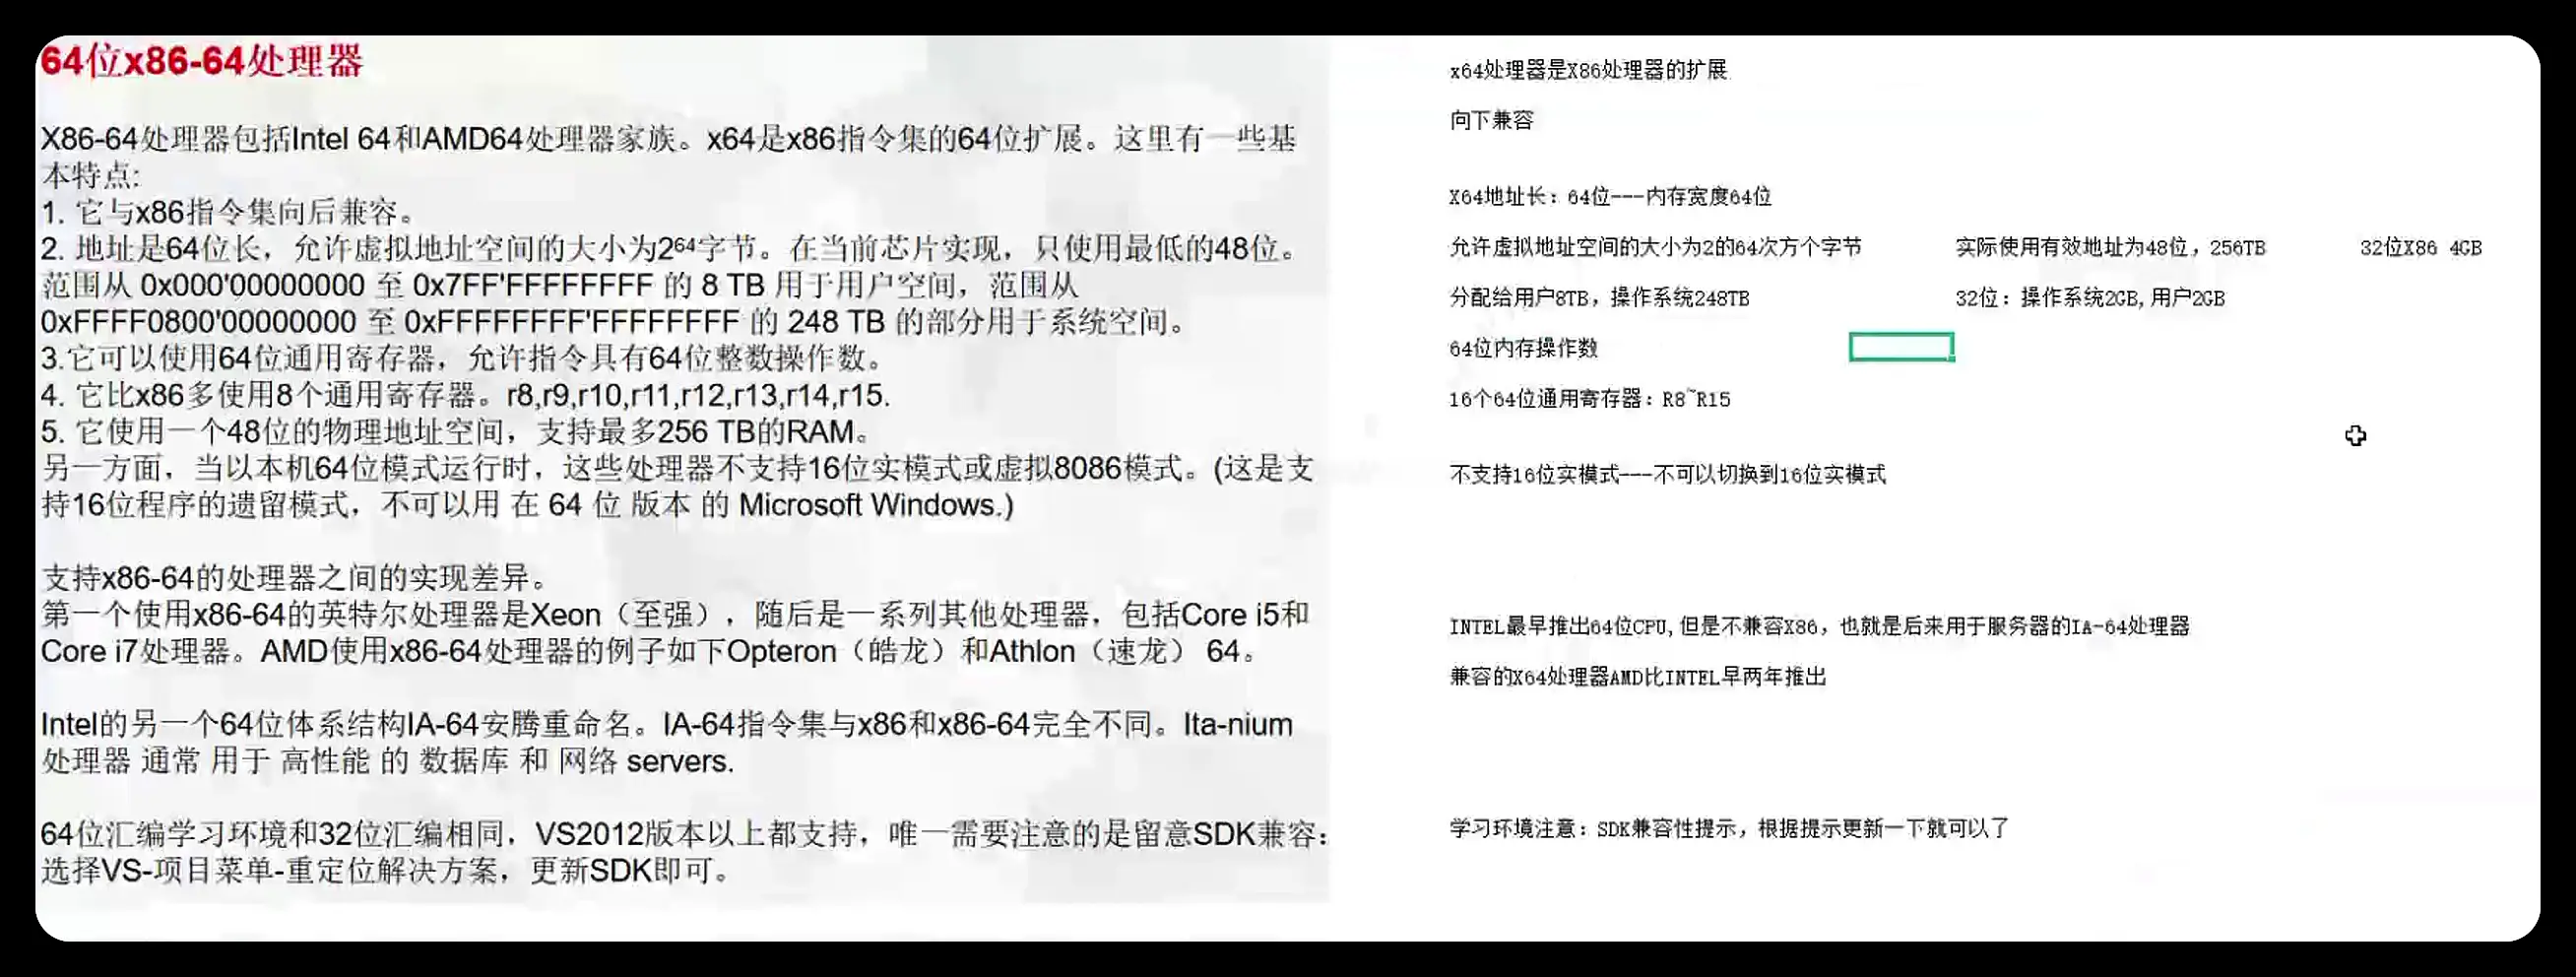 64位x86-64处理器
X86-64处理器包括Intel 64和AMD64处理器家族。x64是x86指令集的64位扩展。这里有一些基
本特点:
1. 它与x86指令集向后兼容。
2. 地址是64位长，允许虚拟地址空间的大小为2⁶⁴字节。在当前芯片实现，只使用最低的48位。
范围从 0x000'00000000 至 0x7FF'FFFFFFFF 的 8 TB 用于用户空间，范围从
0xFFFF0800'00000000 至 0xFFFFFFFF'FFFFFFFF 的 248 TB 的部分用于系统空间。
3.它可以使用64位通用寄存器，允许指令具有64位整数操作数。
4. 它比x86多使用8个通用寄存器。r8,r9,r10,r11,r12,r13,r14,r15.
5. 它使用一个48位的物理地址空间，支持最多256 TB的RAM。
另一方面，当以本机64位模式运行时，这些处理器不支持16位实模式或虚拟8086模式。(这是支
持16位程序的遗留模式，不可以用 在 64 位 版本 的 Microsoft Windows.)
支持x86-64的处理器之间的实现差异。
第一个使用x86-64的英特尔处理器是Xeon（至强），随后是一系列其他处理器，包括Core i5和
Core i7处理器。AMD使用x86-64处理器的例子如下Opteron（皓龙）和Athlon（速龙） 64。
Intel的另一个64位体系结构IA-64安腾重命名。IA-64指令集与x86和x86-64完全不同。Ita-nium
处理器 通常 用于 高性能 的 数据库 和 网络 servers.
64位汇编学习环境和32位汇编相同，VS2012版本以上都支持，唯一需要注意的是留意SDK兼容：
选择VS-项目菜单-重定位解决方案，更新SDK即可。
x64处理器是X86处理器的扩展
向下兼容
X64地址长：64位---内存宽度64位
允许虚拟地址空间的大小为2的64次方个字节 实际使用有效地址为48位，256TB 32位X86 4GB
分配给用户8TB，操作系统248TB 32位：操作系统2GB,用户2GB
64位内存操作数
16个64位通用寄存器：R8~R15
不支持16位实模式---不可以切换到16位实模式
INTEL最早推出64位CPU,但是不兼容X86，也就是后来用于服务器的IA-64处理器
兼容的X64处理器AMD比INTEL早两年推出
学习环境注意：SDK兼容性提示，根据提示更新一下就可以了